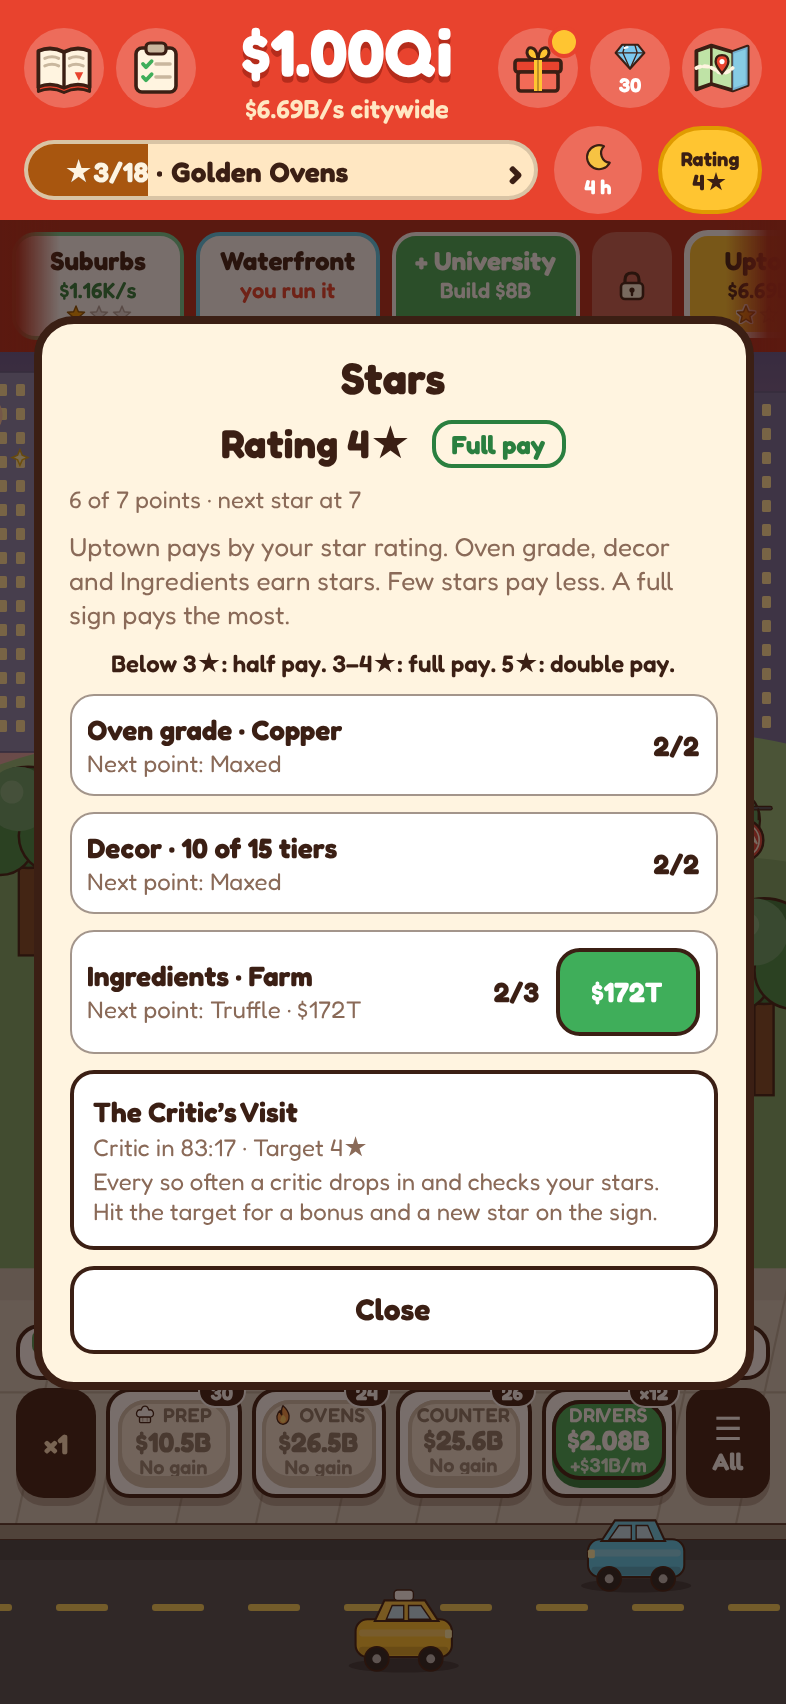 $1.00Qi
$6.69B/s citywide
30
★3/18 · Golden Ovens
4 h
Rating
4★
Suburbs
$1.16K/s
Waterfront
you run it
+ University
Build $8B
Stars
Rating 4★
Full pay
6 of 7 points · next star at 7
Uptown pays by your star rating. Oven grade, decor
and Ingredients earn stars. Few stars pay less. A full
sign pays the most.
Below 3★: half pay. 3–4★: full pay. 5★: double pay.
Oven grade · Copper
Next point: Maxed
2/2
Decor · 10 of 15 tiers
Next point: Maxed
2/2
Ingredients · Farm
Next point: Truffle · $172T
2/3
$172T
The Critic's Visit
Critic in 83:17 · Target 4★
Every so often a critic drops in and checks your stars.
Hit the target for a bonus and a new star on the sign.
Close
x1
30
PREP
$10.5B
No gain
24
OVENS
$26.5B
No gain
26
COUNTER
$25.6B
No gain
x12
DRIVERS
$2.08B
+$31B/m
All